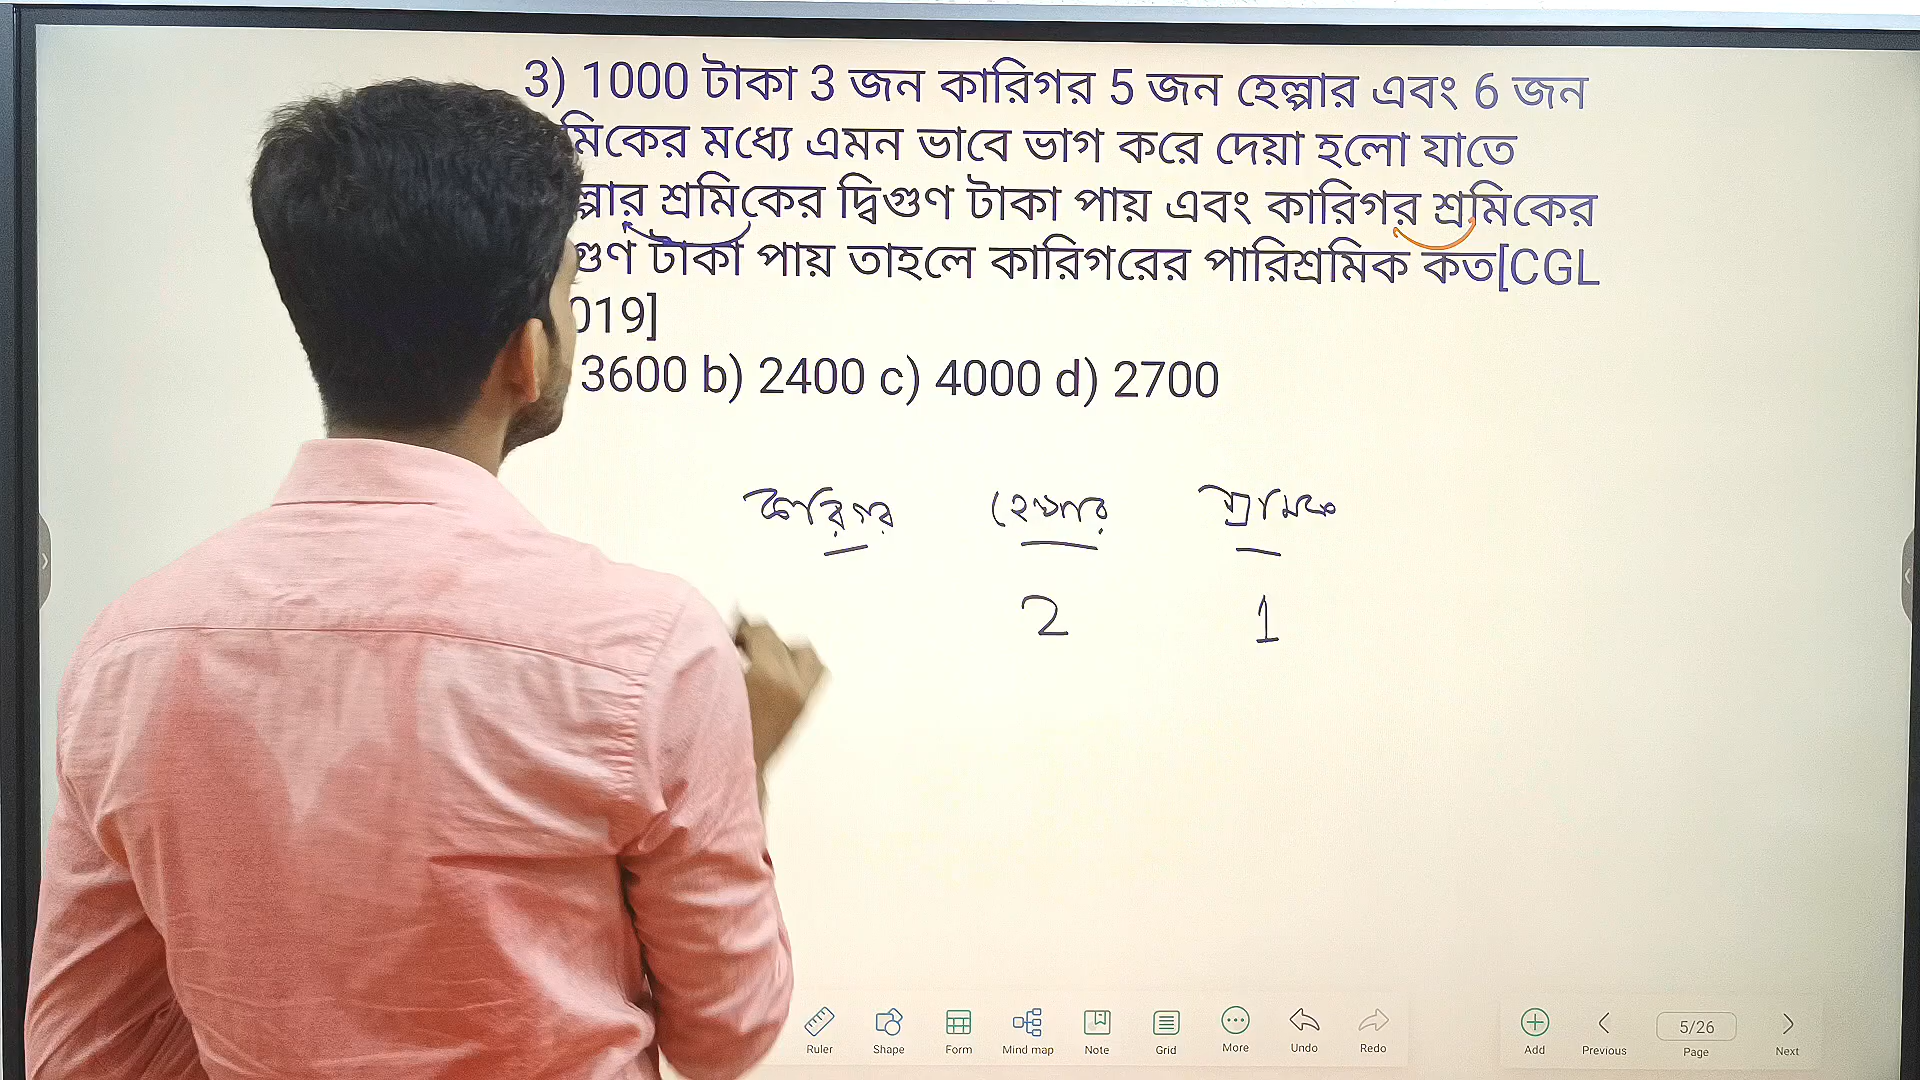 3) 1000 টাকা 3 জন কারিগর 5 জন হেল্পার এবং 6 জন
মিকের মধ্যে এমন ভাবে ভাগ করে দেয়া হলো যাতে
ল্পার শ্রমিকের দ্বিগুণ টাকা পায় এবং কারিগর শ্রমিকের
গুণ টাকা পায় তাহলে কারিগরের পারিশ্রমিক কত[CGL
019]
3600 b) 2400 c) 4000 d) 2700
কারিগর হেল্পার শ্রমিক
2 1
Ruler Shape Form Mind map Note Grid More Undo Redo Add Previous 5/26 Page Next